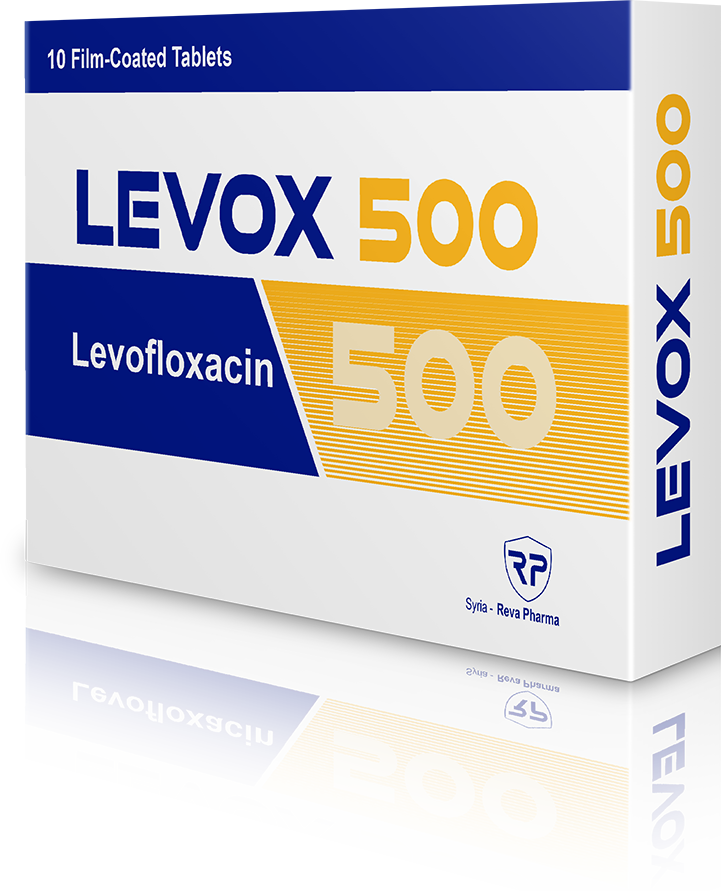 10 Film-Coated Tablets
LEVOX 500
Levofloxacin
500
RP
Syria - Reva Pharma
LEVOX 500